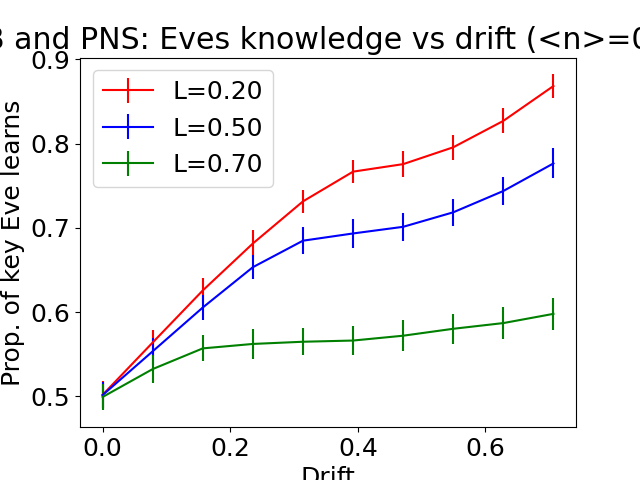 and PNS: Eves knowledge vs drift (<n>=0
L=0.20
L=0.50
L=0.70
Prop. of key Eve learns
0.9
0.8
0.7
0.6
0.5
0.0 0.2 0.4 0.6
Drift